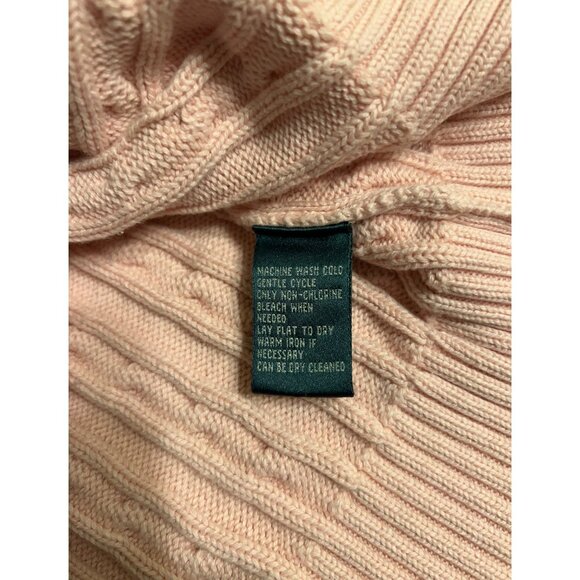 MACHINE WASH COLD
GENTLE CYCLE
ONLY NON-CHLORINE
BLEACH WHEN
NEEDED
LAY FLAT TO DRY
WARM IRON IF
NECESSARY
CAN BE DRY CLEANED